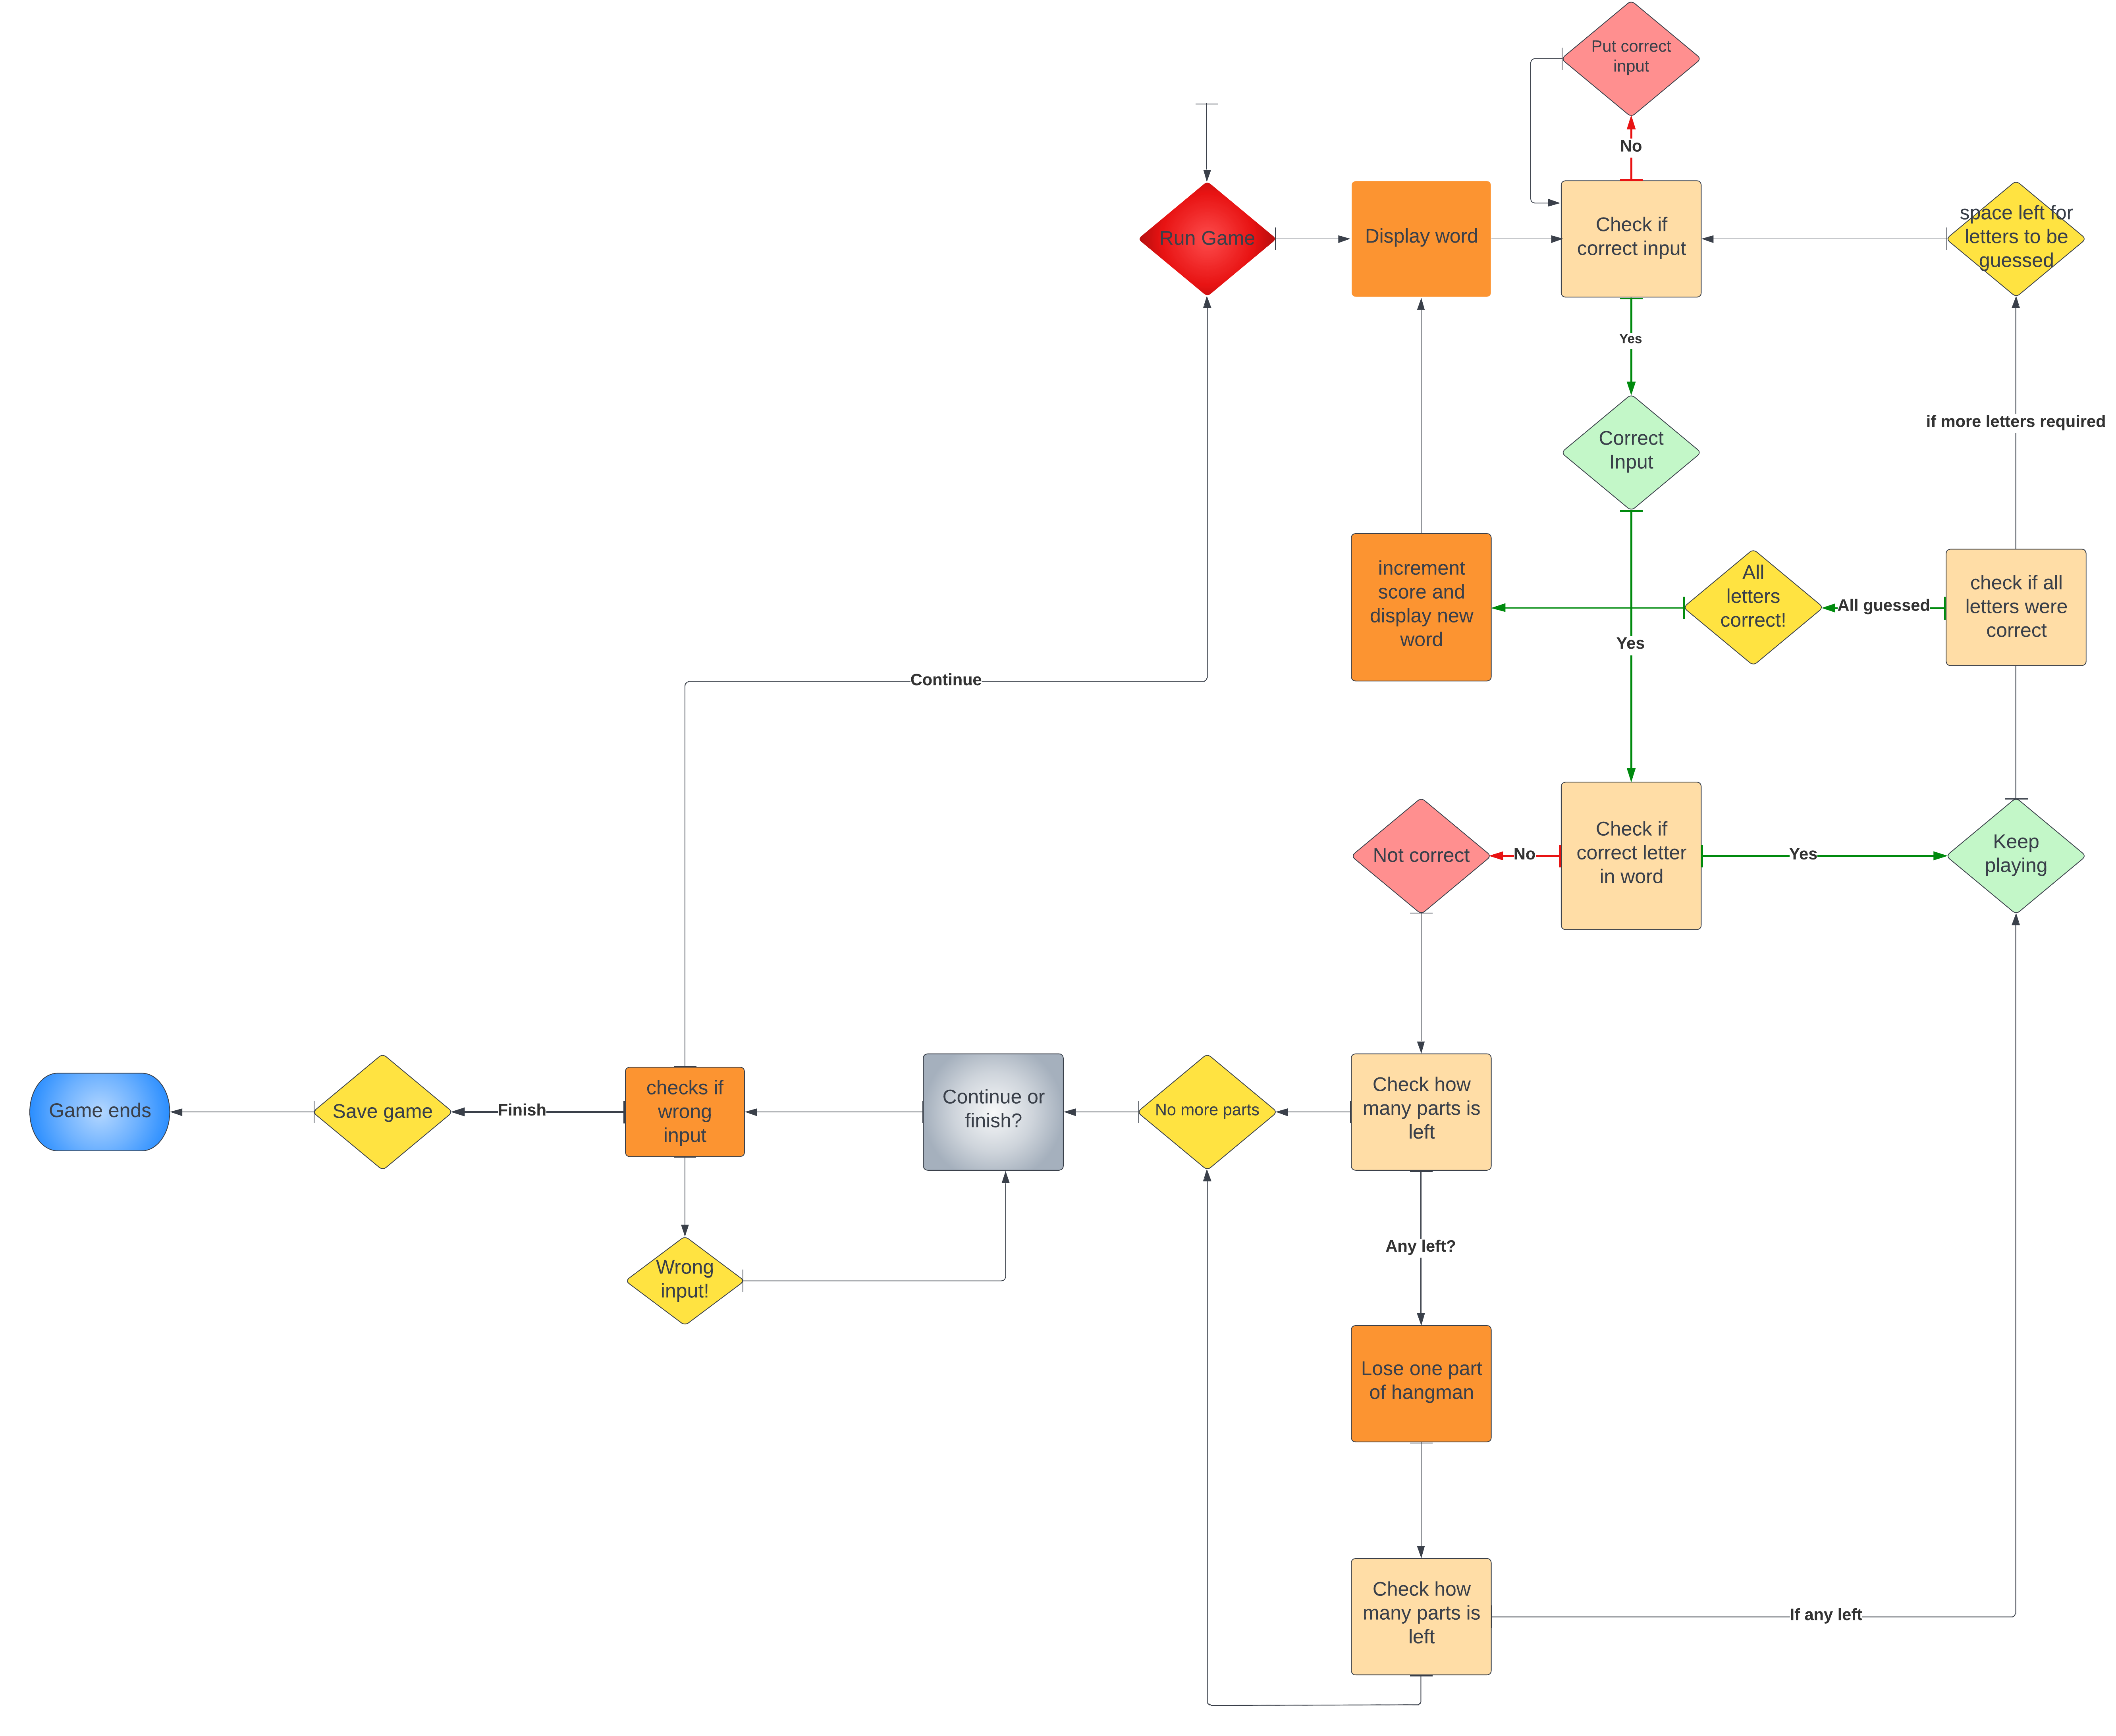 Put correct
input
No
Run Game
Display word
Check if
correct input
space left for
letters to be
guessed
Yes
if more letters required
Correct
Input
increment
score and
display new
word
All
letters
correct!
All guessed
check if all
letters were
correct
Yes
Continue
Not correct
No
Check if
correct letter
in word
Yes
Keep
playing
Game ends
Save game
Finish
checks if
wrong
input
Continue or
finish?
No more parts
Check how
many parts is
left
Any left?
Wrong
input!
Lose one part
of hangman
Check how
many parts is
left
If any left